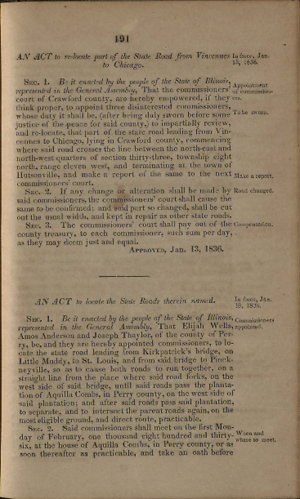 191
AN ACT to re-locate part of the State Road from Vincennes
to Chicago.
In force, Jan. 13, 1836.
SEC. 1. Be it enacted by the people of the State of Illinois,
represented in the General Assembly, That the commissioners'
court of Crawford county, are hereby empowered, if they
think proper, to appoint three disinterested commissioners,
whose duty it shall be, (after being duly sworn before some
justice of the peace for said county,) to impartially review,
and re-locate, that part of the state road leading from Vin-
cennes to Chicago, lying in Crawford county, commencing
where said road crosses the line between the north-east and
north-west quarters of section thirty-three, township eight
north, range eleven west, and terminating at the town of
Hutsonville, and make a report of the same to the next
commissioners' court.
Appointment of commissioners.
To be sworn.
Make a report.
SEC. 2. If any change or alteration shall be made by
said commissioners, the commissioners' court shall cause the
same to be confirmed: and said part so changed, shall be cut
out the usual width, and kept in repair as other state roads.
Road changed.
SEC. 3. The commissioners' court shall pay out of the
county treasury, to each commissioner, such sum per day,
as they may deem just and equal.
Compensation.
APPROVED, Jan. 13, 1836.
AN ACT to locate the State Roads therein named.
In force, Jan.
SEC. 1. Be it enacted by the people of the State of Illinois,
represented in the General Assembly, That Elijah Wells,
Amos Anderson and Joseph Thaylor, of the county of Per-
ry, be, and they are hereby appointed commissioners, to lo-
cate the state road leading from Kirkpatrick's bridge, on
Little Muddy, to St. Louis, and from said bridge to Pinck-
neyville, so as to cause both roads to run together, on a
straight line from the place where said road forks, on the
west side of said bridge, until said roads pass the planta-
tion of Aquilla Combs, in Perry county, on the west side of
said plantation; and after said roads pass said plantation,
to separate, and to intersect the parent roads again, on the
most eligible ground, and direct route, practicable.
Commissioners appointed.
SEC. 2. Said commissioners shall meet on the first Mon-
day of February, one thousand eight hundred and thirty-
six, at the house of Aquilla Combs, in Perry county, or as
soon thereafter as practicable, and take an oath before
When and where to meet.